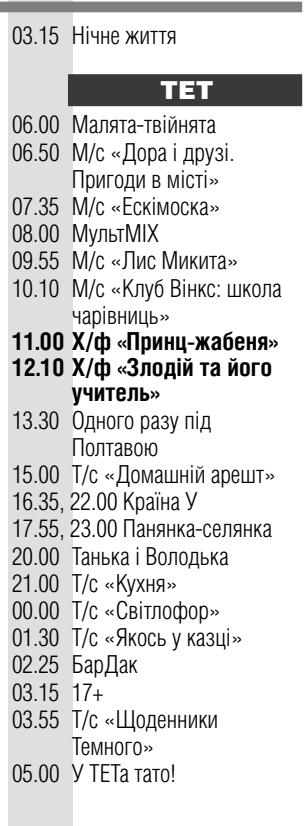 03.15 Нічне життя
ТЕТ
06.00 Малята-твійнята
06.50 М/с «Дора і друзі.
Пригоди в місті»
07.35 М/с «Ескімоска»
08.00 МультМІХ
09.55 М/с «Лис Микита»
10.10 М/с «Клуб Вінкс: школа
чарівниць»
11.00 Х/ф «Принц-жабеня»
12.10 Х/ф «Злодій та його
учитель»
13.30 Одного разу під
Полтавою
15.00 Т/с «Домашній арешт»
16.35, 22.00 Країна У
17.55, 23.00 Панянка-селянка
20.00 Танька і Володька
21.00 Т/с «Кухня»
00.00 Т/с «Світлофор»
01.30 Т/с «Якось у казці»
02.25 БарДак
03.15 17+
03.55 Т/с «Щоденники
Темного»
05.00 У ТЕТа тато!